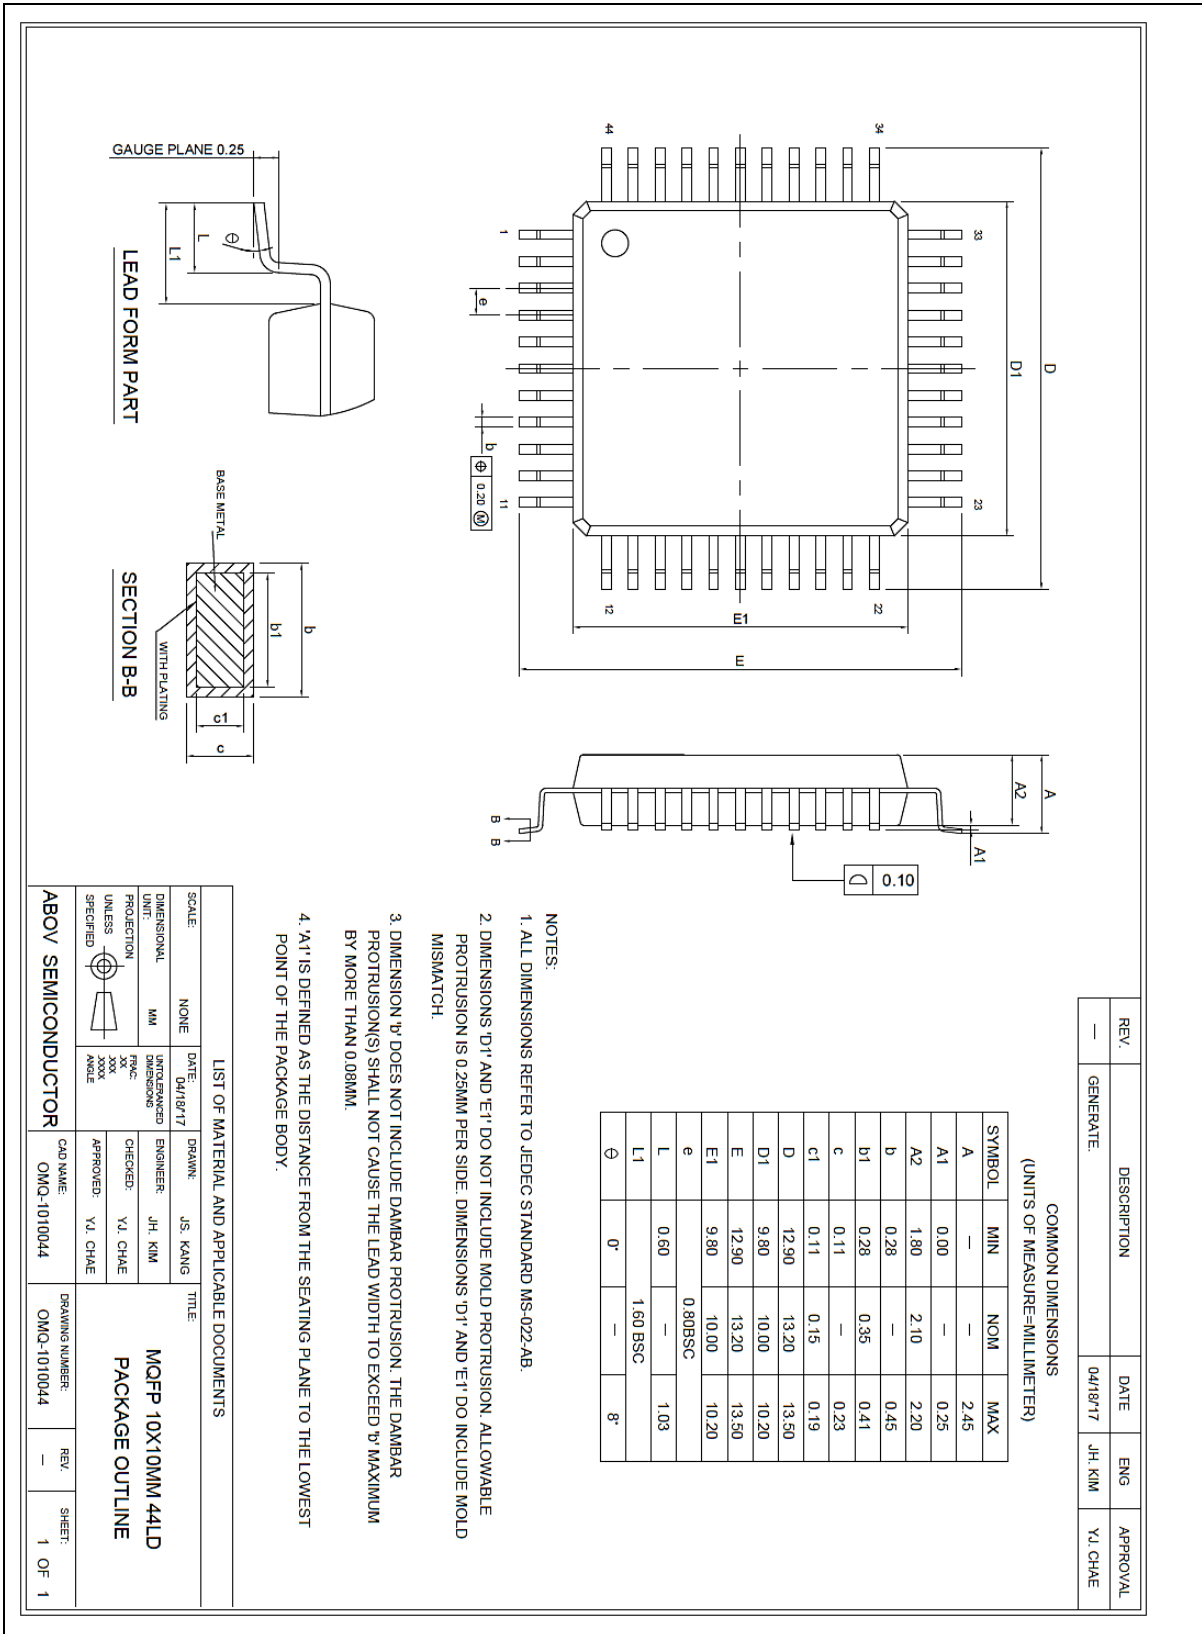 REV. DESCRIPTION DATE ENG APPROVAL
— GENERATE. 04/18/'17 JH. KIM YJ. CHAE
COMMON DIMENSIONS
(UNITS OF MEASURE=MILLIMETER)
SYMBOL MIN NOM MAX
A — — 2.45
A1 0.00 — 0.25
A2 1.80 2.10 2.20
b 0.28 — 0.45
b1 0.28 0.35 0.41
c 0.11 — 0.23
c1 0.11 0.15 0.19
D 12.90 13.20 13.50
D1 9.80 10.00 10.20
E 12.90 13.20 13.50
E1 9.80 10.00 10.20
e 0.80BSC
L 0.60 — 1.03
L1 1.60 BSC
Θ 0° — 8°
D
D1
44
34
1
33
e
b
⌖ 0.20 Ⓜ
11
23
12
22
E1
E
A
A2
A1
0.10
B
B
GAUGE PLANE 0.25
L
L1
Θ
LEAD FORM PART
BASE METAL
b
b1
c1
c
WITH PLATING
SECTION B-B
NOTES:
1. ALL DIMENSIONS REFER TO JEDEC STANDARD MS-022-AB.
2. DIMENSIONS 'D1' AND 'E1' DO NOT INCLUDE MOLD PROTRUSION. ALLOWABLE
PROTRUSION IS 0.25MM PER SIDE. DIMENSIONS 'D1' AND 'E1' DO INCLUDE MOLD
MISMATCH.
3. DIMENSION 'b' DOES NOT INCLUDE DAMBAR PROTRUSION. THE DAMBAR
PROTRUSION(S) SHALL NOT CAUSE THE LEAD WIDTH TO EXCEED 'b' MAXIMUM
BY MORE THAN 0.08MM.
4. 'A1' IS DEFINED AS THE DISTANCE FROM THE SEATING PLANE TO THE LOWEST
POINT OF THE PACKAGE BODY.
LIST OF MATERIAL AND APPLICABLE DOCUMENTS
SCALE: NONE
DATE: 04/18/'17
DRAWN: JS. KANG
TITLE:
MQFP 10X10MM 44LD
PACKAGE OUTLINE
DIMENSIONAL
UNIT: MM
UNTOLERANCED
DIMENSIONS
ENGINEER: JH. KIM
PROJECTION
UNLESS
SPECIFIED
FRAC:
.XX
.XXX
.XXXX
ANGLE
CHECKED: YJ. CHAE
APPROVED: YJ. CHAE
ABOV SEMICONDUCTOR
CAD NAME:
OMQ-1010044
DRAWING NUMBER:
OMQ-1010044
REV.
—
SHEET:
1 OF 1